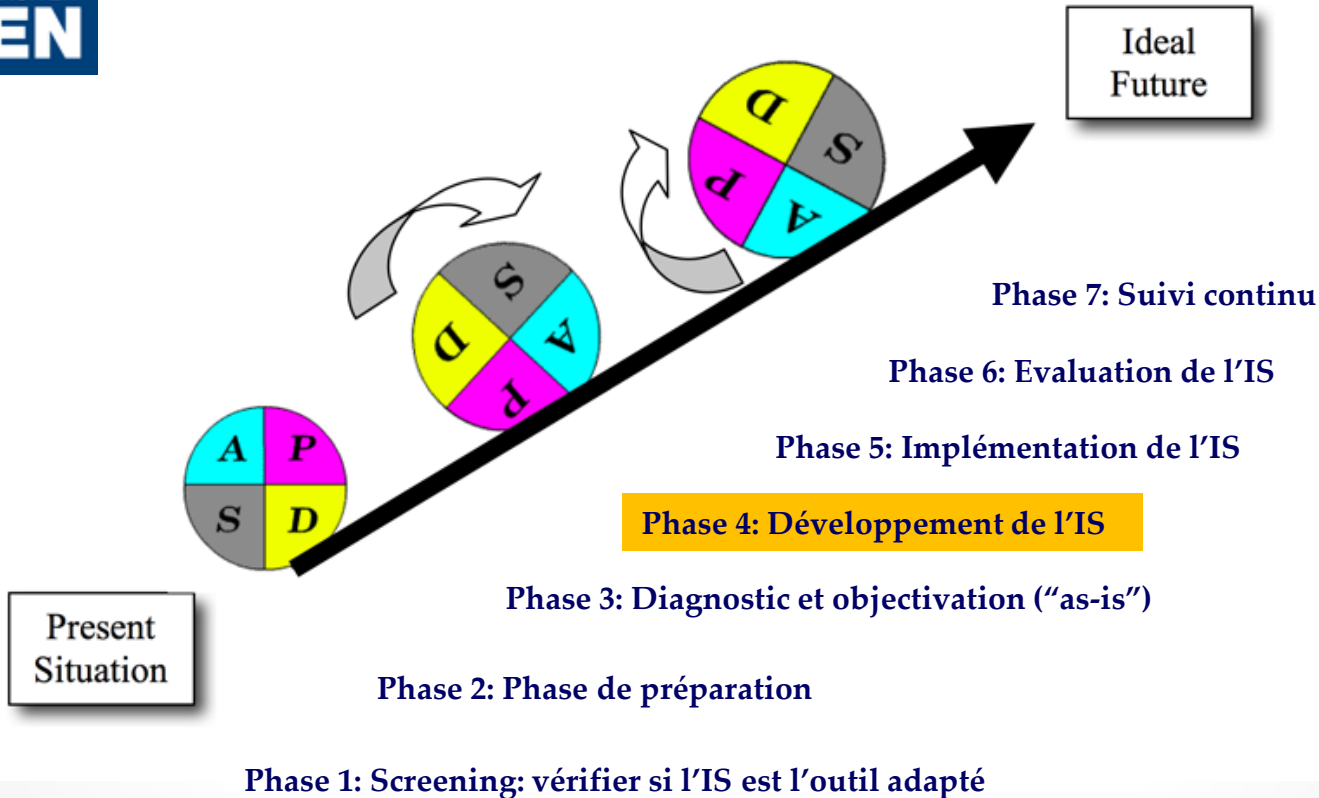 EN
Ideal
Future
D
S
P
A
S
D
A
P
Phase 7: Suivi continu
Phase 6: Evaluation de l’IS
A
P
Phase 5: Implémentation de l’IS
S
D
Phase 4: Développement de l’IS
Phase 3: Diagnostic et objectivation (“as-is”)
Present
Situation
Phase 2: Phase de préparation
Phase 1: Screening: vérifier si l’IS est l’outil adapté